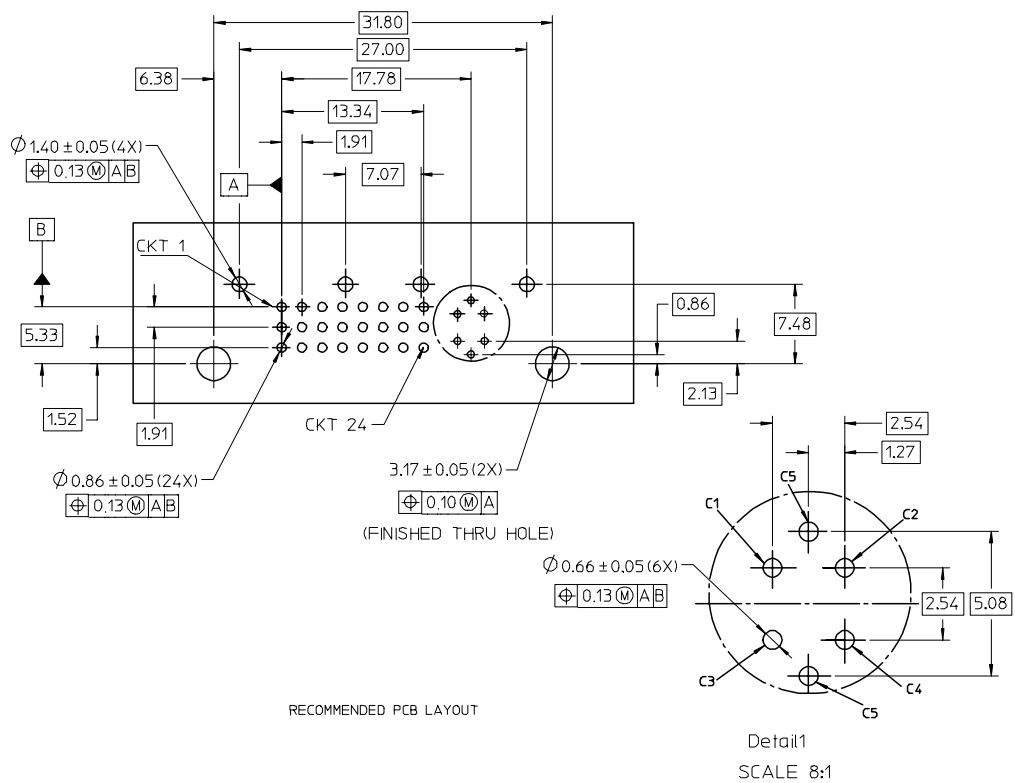 31.80
27.00
6.38
17.78
13.34
1.91
∅ 1.40 ± 0.05 (4X)
⌖ 0.13 Ⓜ A B
7.07
A
B
CKT 1
5.33
0.86
7.48
1.91
2.13
1.52
CKT 24
∅ 0.86 ± 0.05 (24X)
⌖ 0.13 Ⓜ A B
3.17 ± 0.05 (2X)
⌖ 0.10 Ⓜ A
(FINISHED THRU HOLE)
2.54
1.27
C5
C1
C2
∅ 0.66 ± 0.05 (6X)
⌖ 0.13 Ⓜ A B
2.54
5.08
C3
C4
C5
RECOMMENDED PCB LAYOUT
Detail1
SCALE 8:1